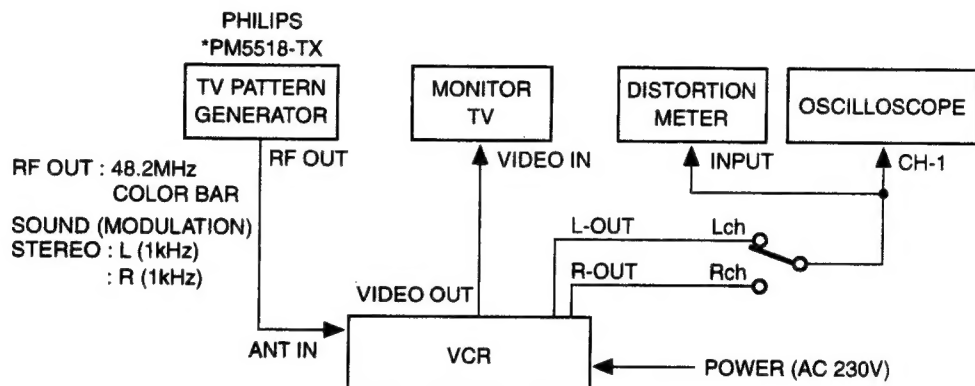 PHILIPS
*PM5518-TX
TV PATTERN
GENERATOR
MONITOR
TV
DISTORTION
METER
OSCILLOSCOPE
RF OUT
VIDEO IN
INPUT
CH-1
RF OUT : 48.2MHz
COLOR BAR
SOUND (MODULATION)
STEREO : L (1kHz)
: R (1kHz)
L-OUT
Lch
R-OUT
Rch
VIDEO OUT
ANT IN
VCR
POWER (AC 230V)